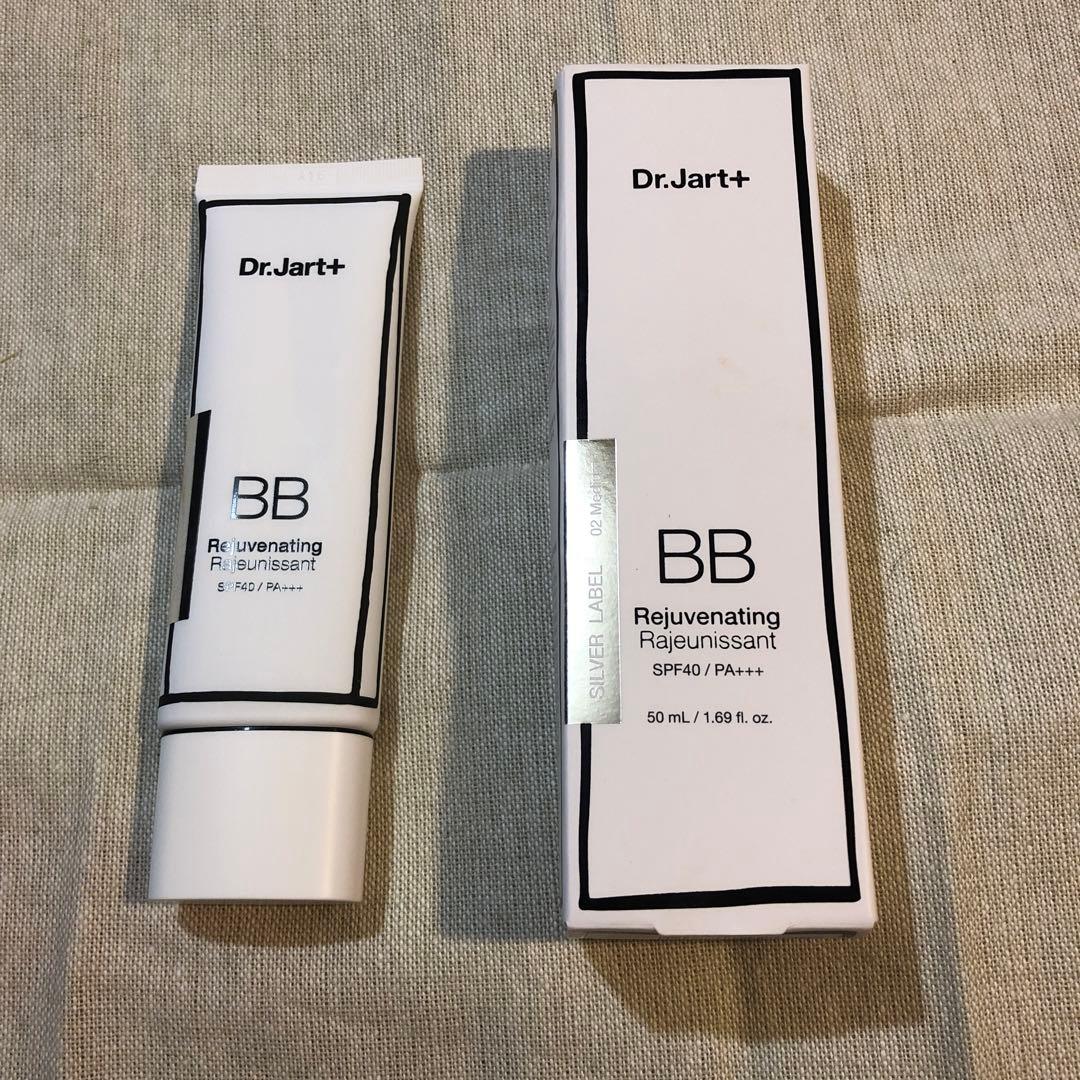 Dr.Jart+
BB
Rejuvenating
Rajeunissant
SPF40 / PA+++
Dr.Jart+
SILVER LABEL 02
BB
Rejuvenating
Rajeunissant
SPF40 / PA+++
50 mL / 1.69 fl. oz.